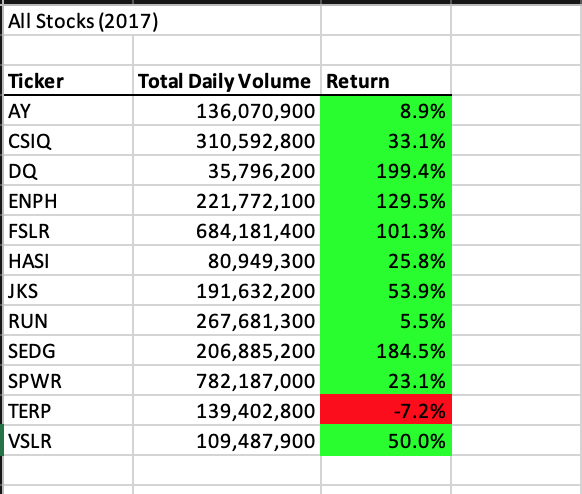 All Stocks (2017)
Ticker Total Daily Volume Return
AY 136,070,900 8.9%
CSIQ 310,592,800 33.1%
DQ 35,796,200 199.4%
ENPH 221,772,100 129.5%
FSLR 684,181,400 101.3%
HASI 80,949,300 25.8%
JKS 191,632,200 53.9%
RUN 267,681,300 5.5%
SEDG 206,885,200 184.5%
SPWR 782,187,000 23.1%
TERP 139,402,800 -7.2%
VSLR 109,487,900 50.0%